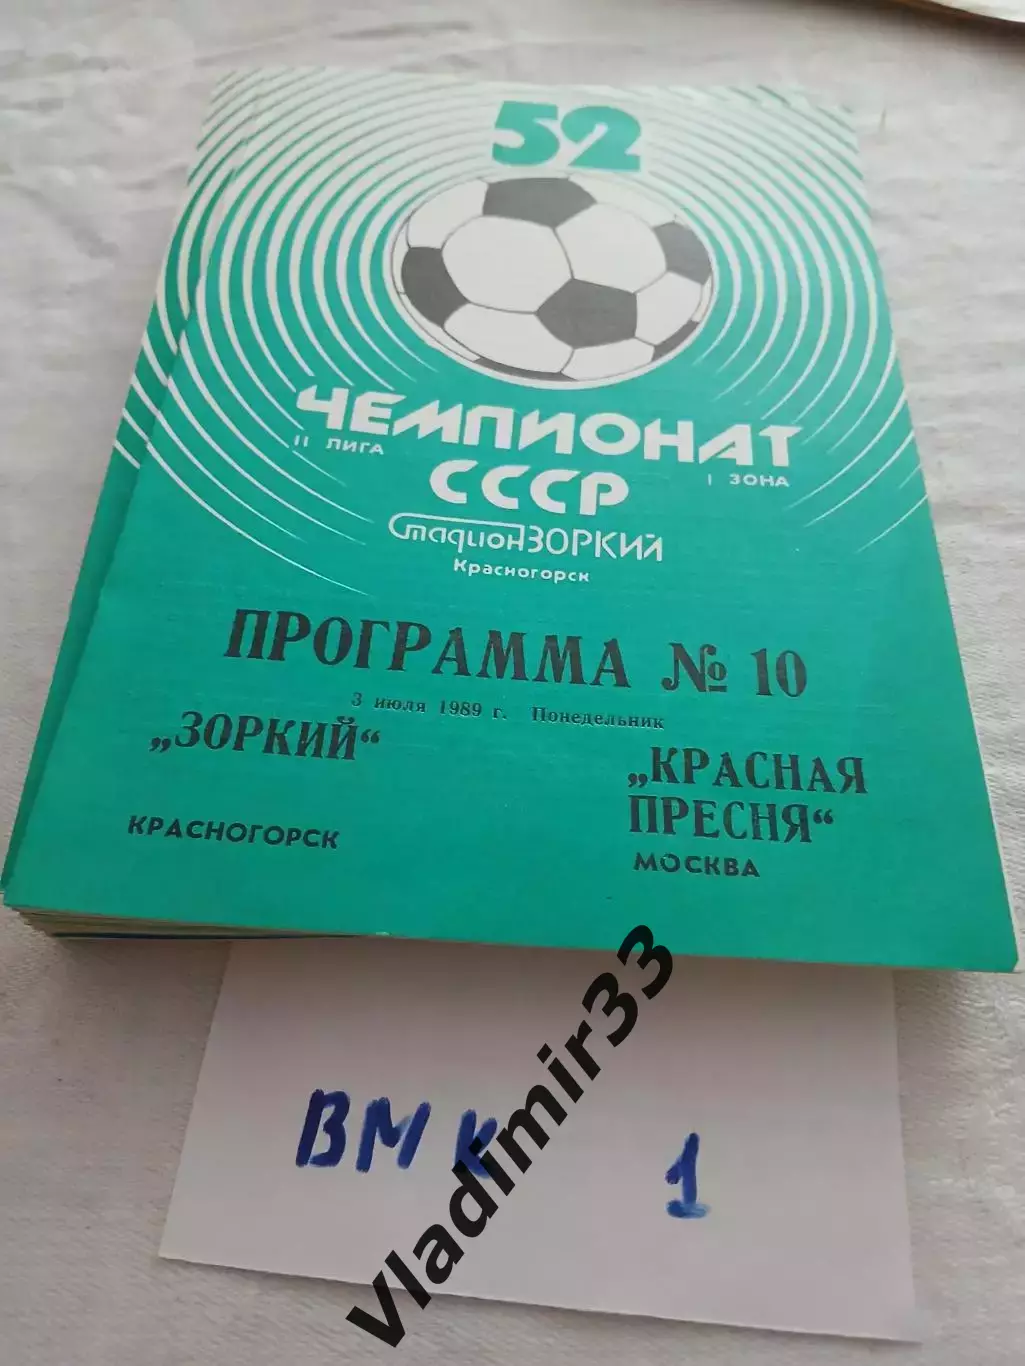 52
ЧЕМПИОНАТ
II ЛИГА
I ЗОНА
СССР
Стадион ЗОРКИЙ
Красногорск
ПРОГРАММА № 10
3 июля 1989 г. Понедельник
„ЗОРКИЙ“
КРАСНОГОРСК
„КРАСНАЯ
ПРЕСНЯ“
МОСКВА
ВМК 1
vladimir33